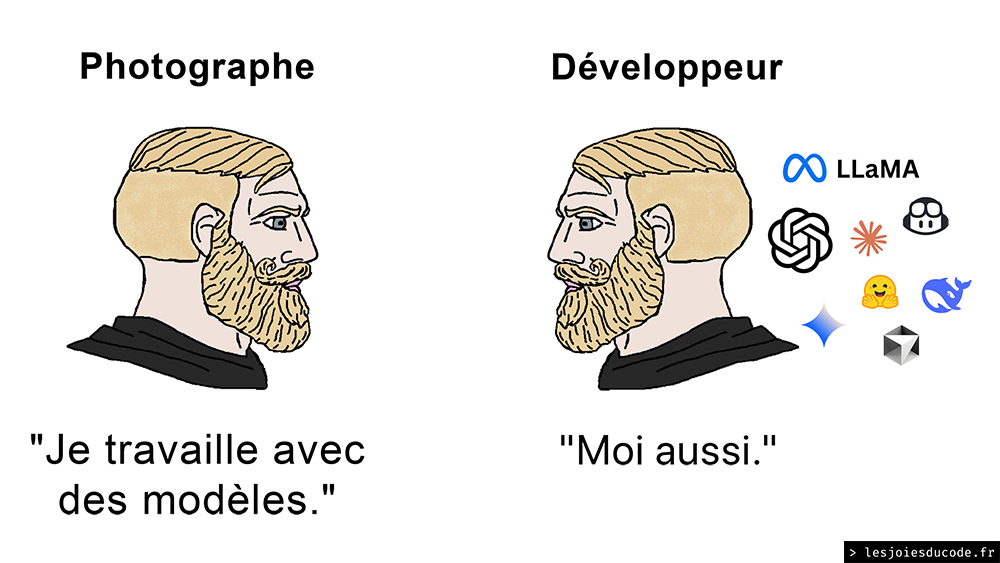 Photographe
Développeur
LLaMA
"Je travaille avec
des modèles."
"Moi aussi."
> lesjoiesducode.fr